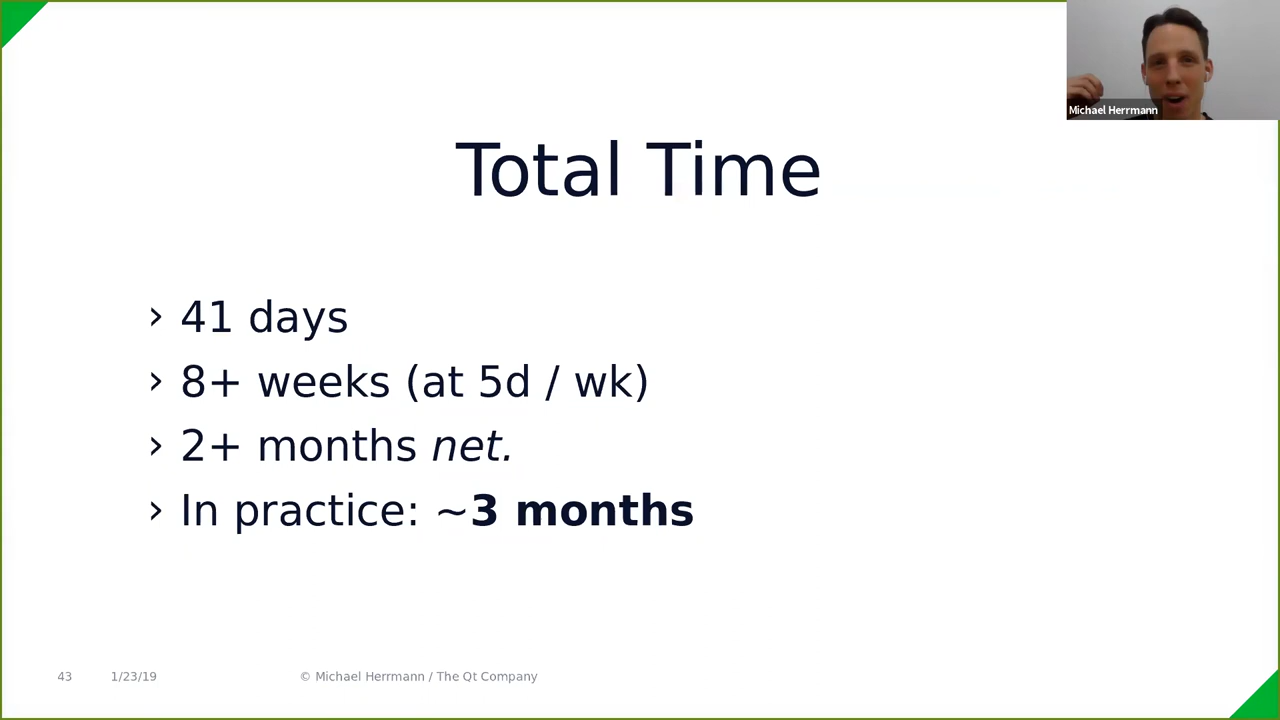 Michael Herrmann
Total Time
› 41 days
› 8+ weeks (at 5d / wk)
› 2+ months net.
› In practice: ~3 months
43 1/23/19 © Michael Herrmann / The Qt Company